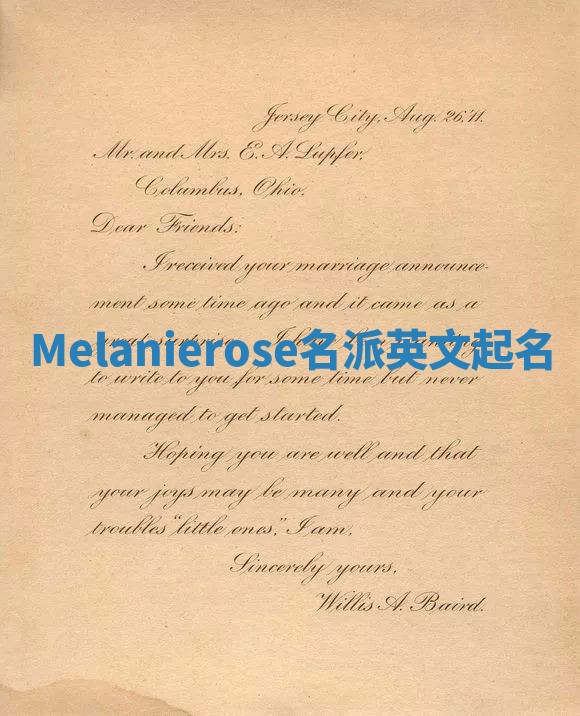 Jersey City, Aug. 26,'11.
Mr. and Mrs. E. A. Lupfer,
Columbus, Ohio.
Dear Friends:
I received your marriage announce-
ment some time ago and it came as a
great surprise. I have been
Melanierose名派英文起名
to write to you for some time but never
managed to get started.
Hoping you are well and that
your joys may be many and your
troubles "little ones," I am,
Sincerely yours,
Willis A. Baird.